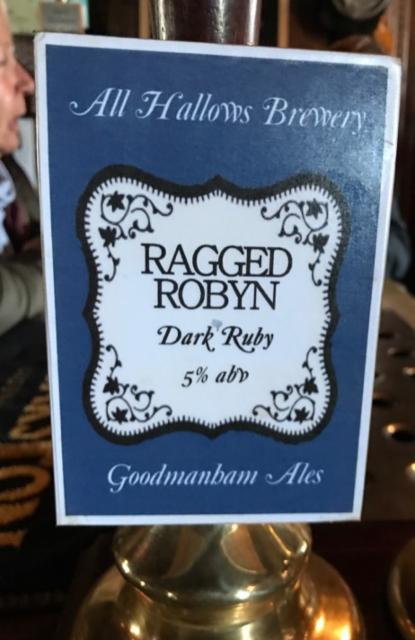 All Hallows Brewery
RAGGED
ROBYN
Dark Ruby
5% abv
Goodmanham Ales